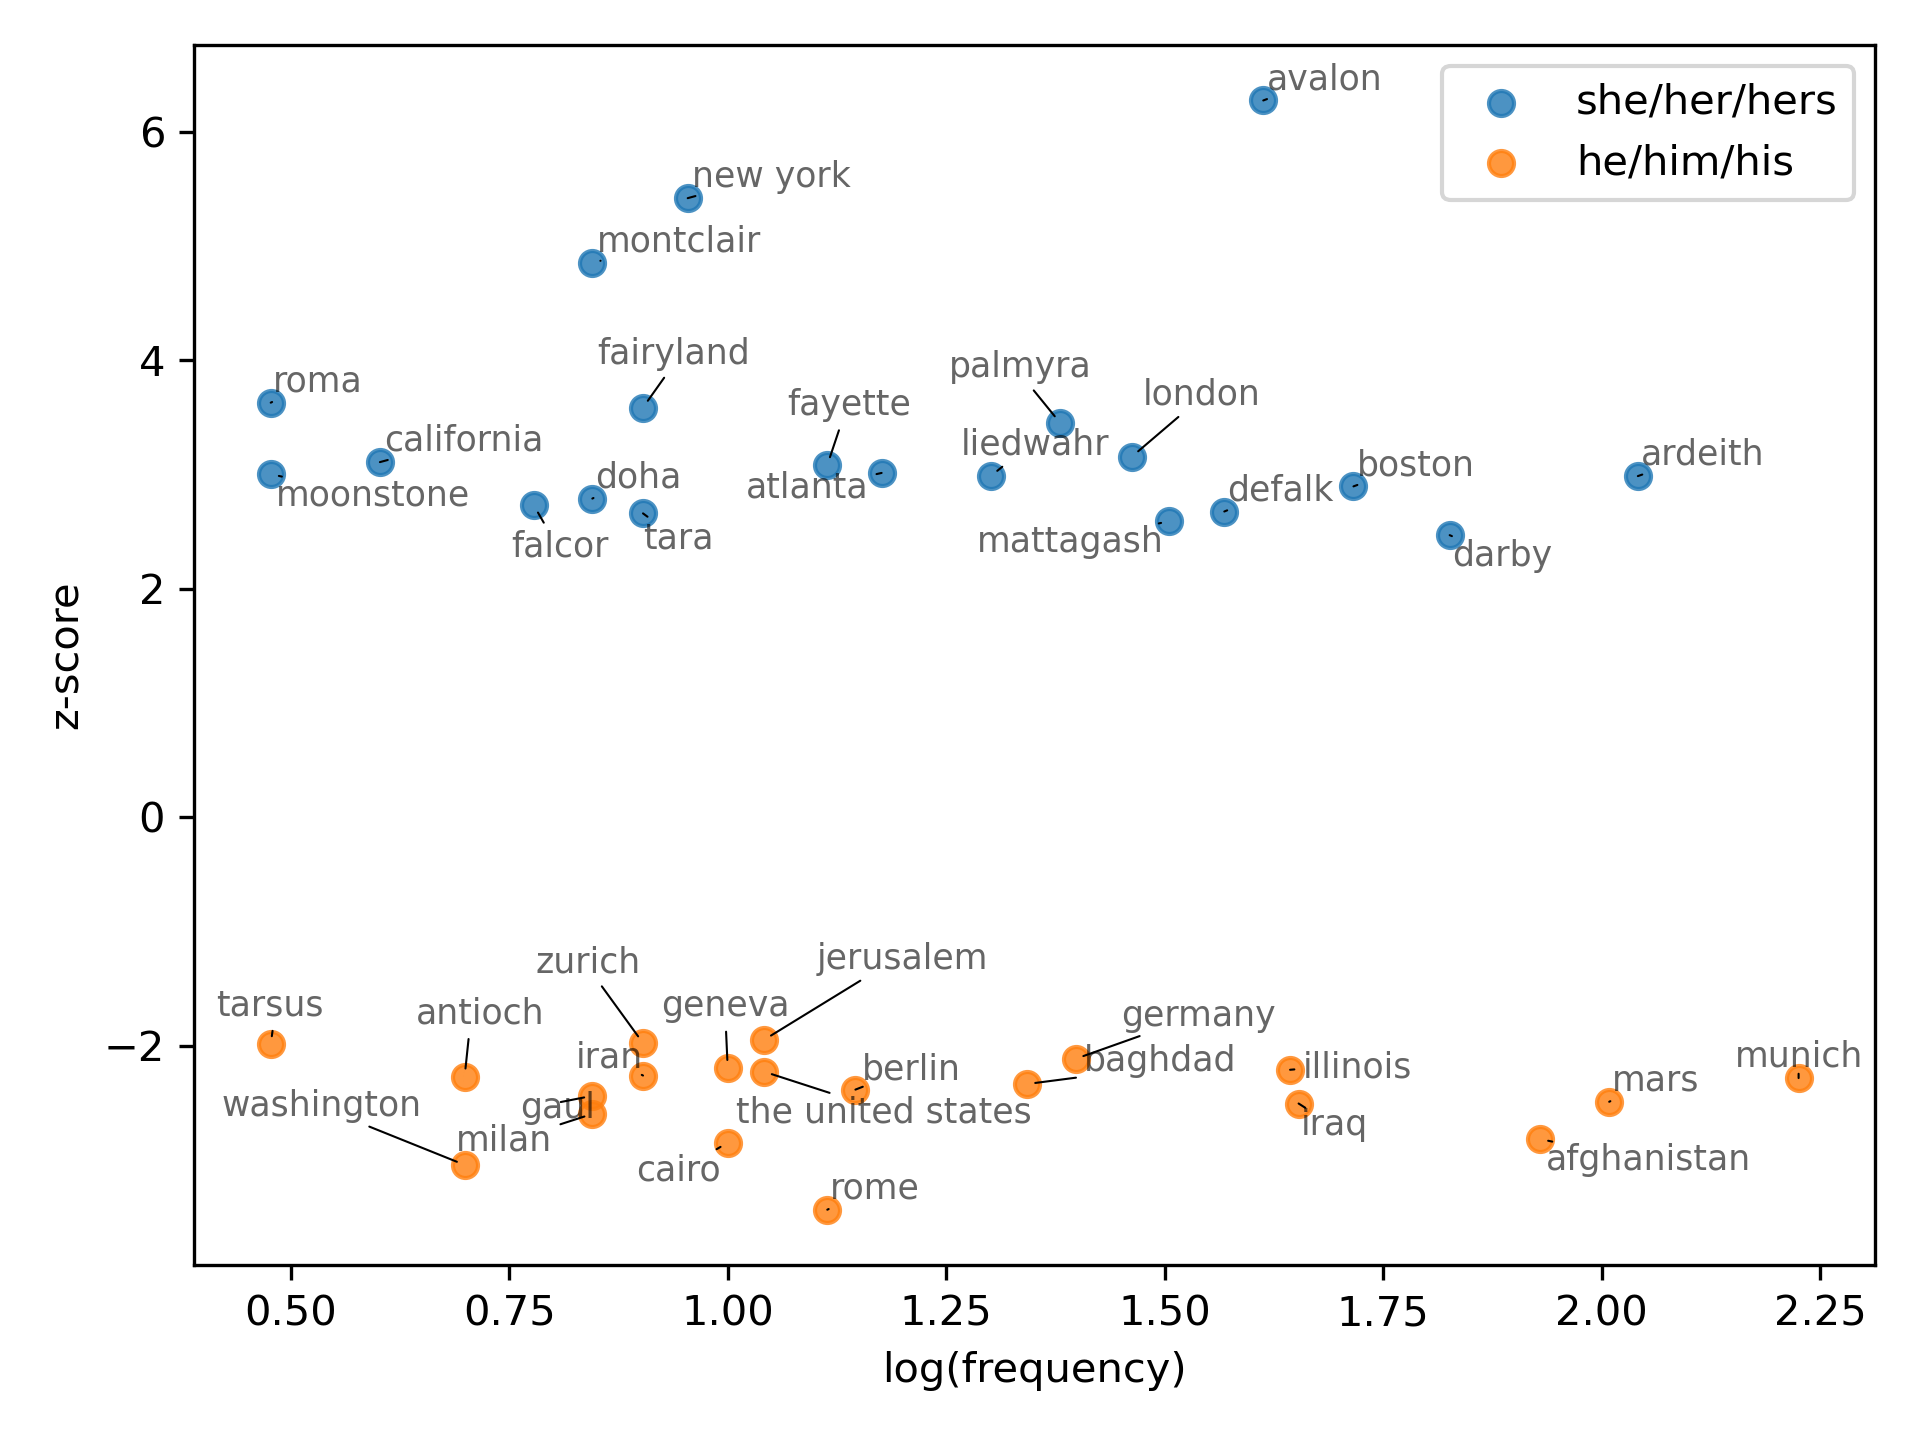 avalon
she/her/hers
he/him/his
6
new york
montclair
fairyland
4
palmyra
roma
london
fayette
california
liedwahr
ardeith
boston
doha
atlanta
moonstone
defalk
falcor
tara
mattagash
darby
2
z-score
0
zurich
jerusalem
tarsus
antioch
geneva
germany
−2
iran
munich
baghdad
illinois
berlin
mars
washington
gaul
the united states
iraq
milan
cairo
afghanistan
rome
0.50 0.75 1.00 1.25 1.50 1.75 2.00 2.25
log(frequency)